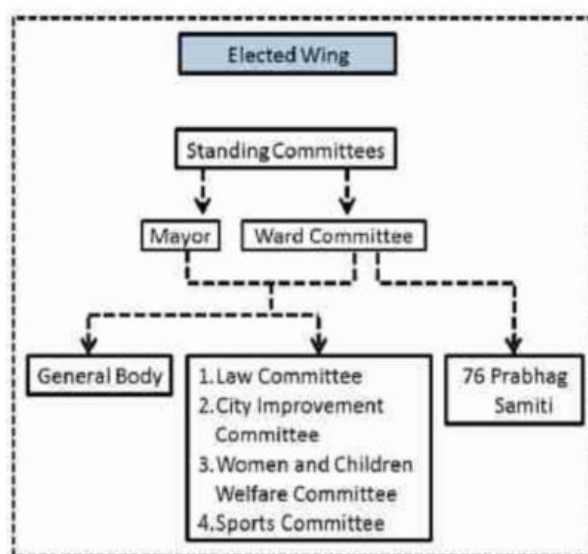 Elected Wing
Standing Committees
Mayor
Ward Committee
General Body
1.Law Committee
2.City Improvement
Committee
3.Women and Children
Welfare Committee
4.Sports Committee
76 Prabhag
Samiti